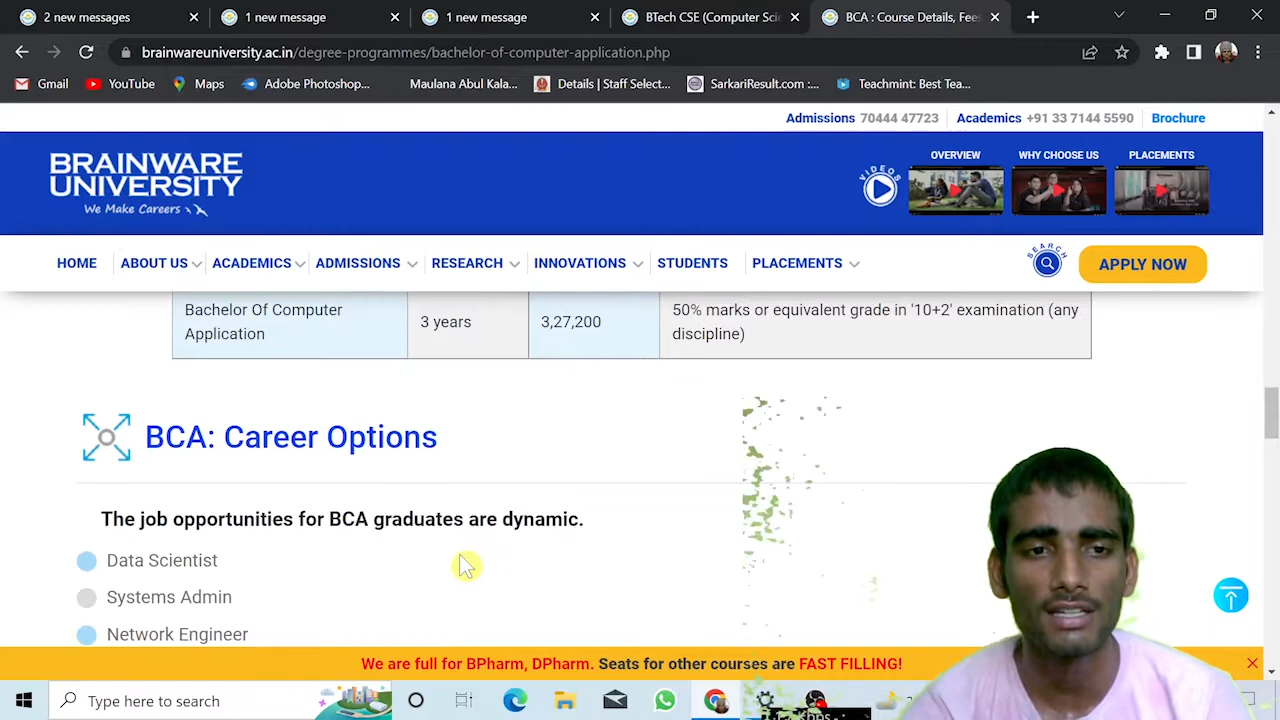 2 new messages
1 new message
1 new message
BTech CSE (Computer Sci
BCA : Course Details, Fees
brainwareuniversity.ac.in/degree-programmes/bachelor-of-computer-application.php
Gmail
YouTube
Maps
Adobe Photoshop...
Maulana Abul Kala...
Details | Staff Select...
SarkariResult.com :...
Teachmint: Best Tea...
Admissions 70444 47723
Academics +91 33 7144 5590
Brochure
BRAINWARE
UNIVERSITY
We Make Careers
VIDEOS
OVERVIEW
WHY CHOOSE US
PLACEMENTS
HOME
ABOUT US
ACADEMICS
ADMISSIONS
RESEARCH
INNOVATIONS
STUDENTS
PLACEMENTS
SEARCH
APPLY NOW
Bachelor Of Computer
Application
3 years
3,27,200
50% marks or equivalent grade in '10+2' examination (any
discipline)
BCA: Career Options
The job opportunities for BCA graduates are dynamic.
Data Scientist
Systems Admin
Network Engineer
We are full for BPharm, DPharm. Seats for other courses are FAST FILLING!
Type here to search